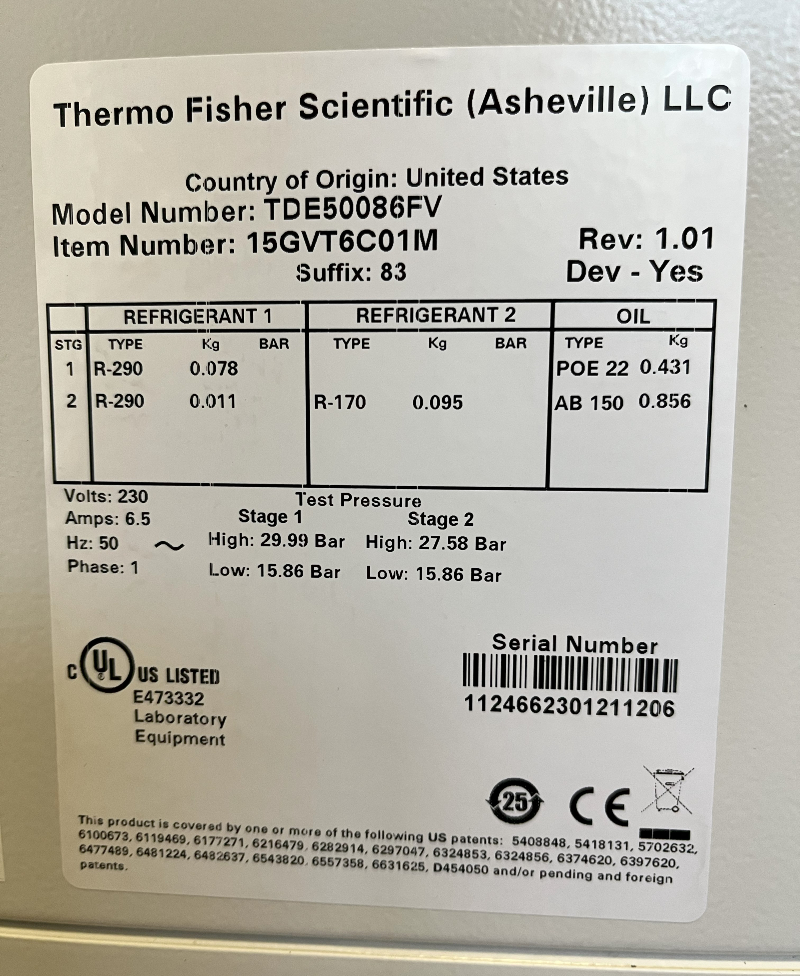 Thermo Fisher Scientific (Asheville) LLC
Country of Origin: United States
Model Number: TDE50086FV
Item Number: 15GVT6C01M
Rev: 1.01
Suffix: 83
Dev - Yes
REFRIGERANT 1 REFRIGERANT 2 OIL
STG TYPE Kg BAR TYPE Kg BAR TYPE Kg
1 R-290 0.078 POE 22 0.431
2 R-290 0.011 R-170 0.095 AB 150 0.856
Volts: 230 Test Pressure
Amps: 6.5 Stage 1 Stage 2
Hz: 50 ~ High: 29.99 Bar High: 27.58 Bar
Phase: 1 Low: 15.86 Bar Low: 15.86 Bar
C UL US LISTED
E473332
Laboratory
Equipment
Serial Number
1124662301211206
25 CE
This product is covered by one or more of the following US patents: 5408848, 5418131, 5702632,
6100673, 6119469, 6177271, 6216479, 6282914, 6297047, 6324853, 6324856, 6374620, 6397620,
6477489, 6481224, 6482637, 6543820, 6557358, 6631625, D454050 and/or pending and foreign
patents.